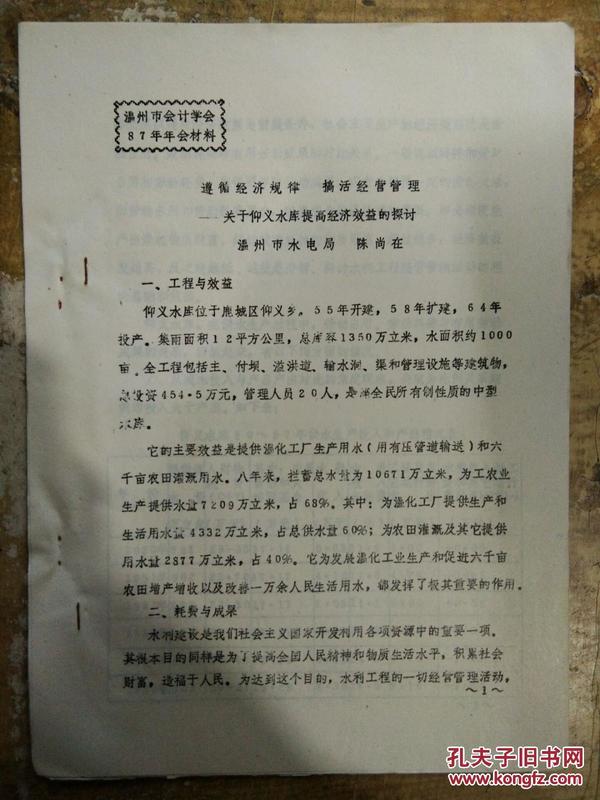 温州市会计学会
87年年会材料
遵循经济规律 搞活经营管理
——关于仰义水库提高经济效益的探讨
温州市水电局 陈尚在
一、工程与效益
仰义水库位于鹿城区仰义乡。55年开建,58年扩建,64年
投产。集雨面积12平方公里,总库容1350万立米,水面积约1000
亩。全工程包括主、付坝、溢洪道、输水涧、渠和管理设施等建筑物,
总投资454·5万元,管理人员20人,是 全民所有制性质的中型
水库。
它的主要效益是提供温化工厂生产用水(用有压管道输送)和六
千亩农田灌溉用水。八年来,拦蓄总水量为10671万立米,为工农业
生产提供水量7209万立米,占68%。其中:为温化工厂提供生产和
生活用水量4332万立米,占总供水量60%;为农田灌溉及其它提供
用水量2877万立米,占40%。它为发展温化工业生产和促进六千亩
农田增产增收以及改善一万余人民生活用水,都发挥了极其重要的作用。
二、耗费与成果
水利建设是我们社会主义国家开发利用各项资源中的重要一项。
其根本目的同样是为了提高全国人民精神和物质生活水平,积累社会
财富,造福于人民。为达到这个目的,水利工程的一切经营管理活动,
~1~
孔夫子旧书网
www.kongfz.com